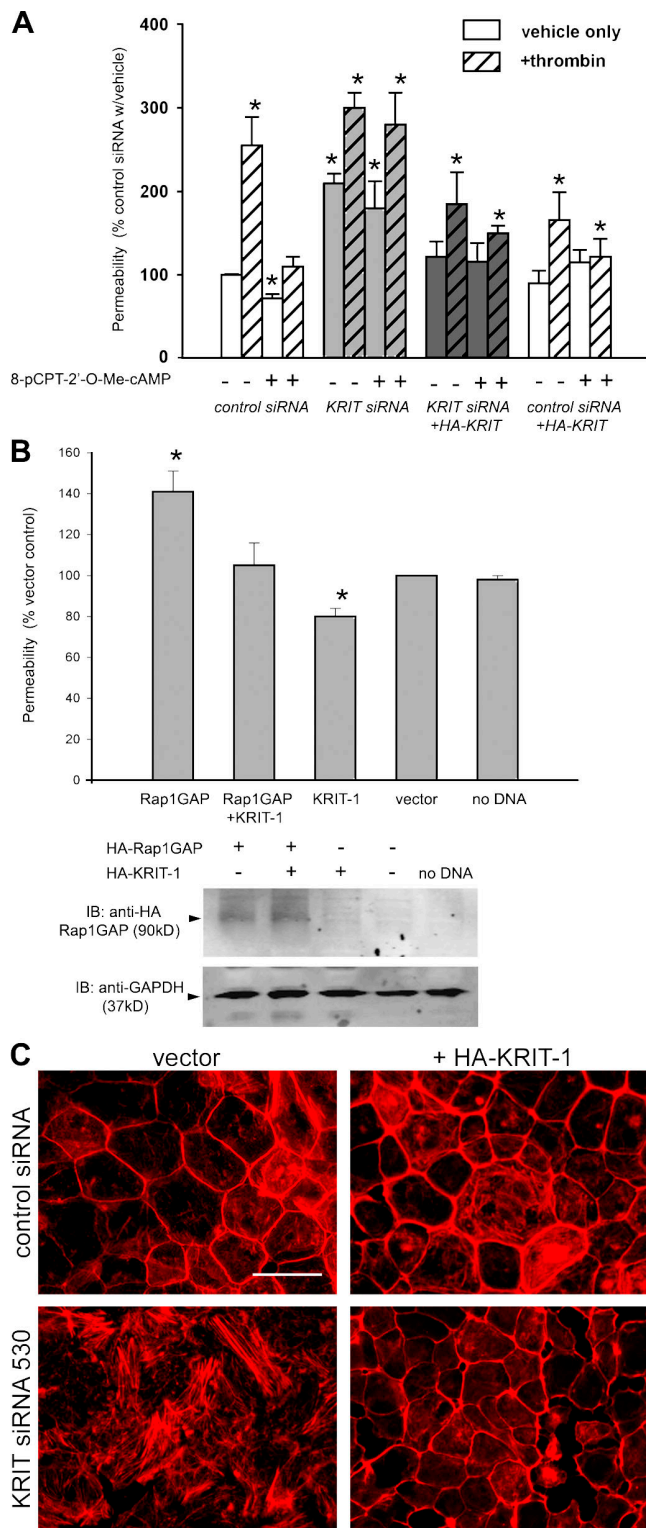 A
400
300
200
100
0
Permeability (% control siRNA w/vehicle)
vehicle only
+thrombin
* * * * * * * * * *
8-pCPT-2'-O-Me-cAMP - - + + - - + + - - + + - - + +
control siRNA KRIT siRNA KRIT siRNA control siRNA
+HA-KRIT +HA-KRIT
B
160
140
120
100
80
60
40
20
0
Permeability (% vector control)
* *
Rap1GAP Rap1GAP KRIT-1 vector no DNA
+KRIT-1
HA-Rap1GAP + + - -
HA-KRIT-1 - + + - no DNA
IB: anti-HA
Rap1GAP (90kD)
IB: anti-GAPDH
(37kD)
C
vector + HA-KRIT-1
control siRNA
KRIT siRNA 530